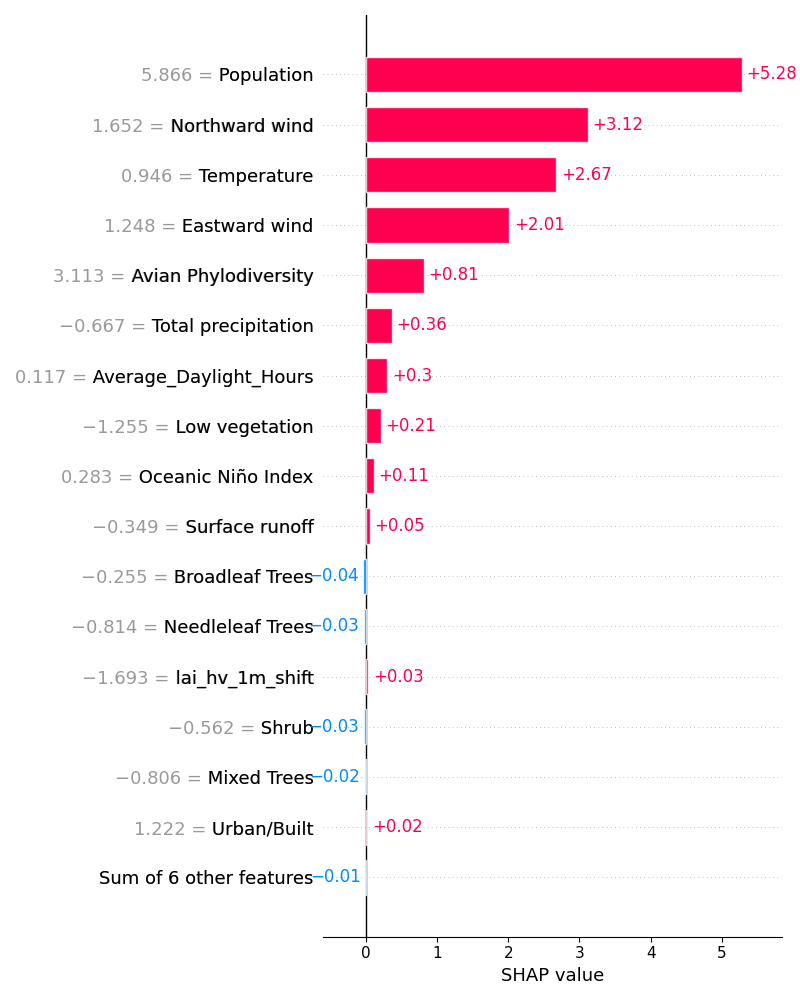 5.866 = Population +5.28
1.652 = Northward wind +3.12
0.946 = Temperature +2.67
1.248 = Eastward wind +2.01
3.113 = Avian Phylodiversity +0.81
−0.667 = Total precipitation +0.36
0.117 = Average_Daylight_Hours +0.3
−1.255 = Low vegetation +0.21
0.283 = Oceanic Niño Index +0.11
−0.349 = Surface runoff +0.05
−0.255 = Broadleaf Trees −0.04
−0.814 = Needleleaf Trees −0.03
−1.693 = lai_hv_1m_shift +0.03
−0.562 = Shrub −0.03
−0.806 = Mixed Trees −0.02
1.222 = Urban/Built +0.02
Sum of 6 other features −0.01
0 1 2 3 4 5
SHAP value